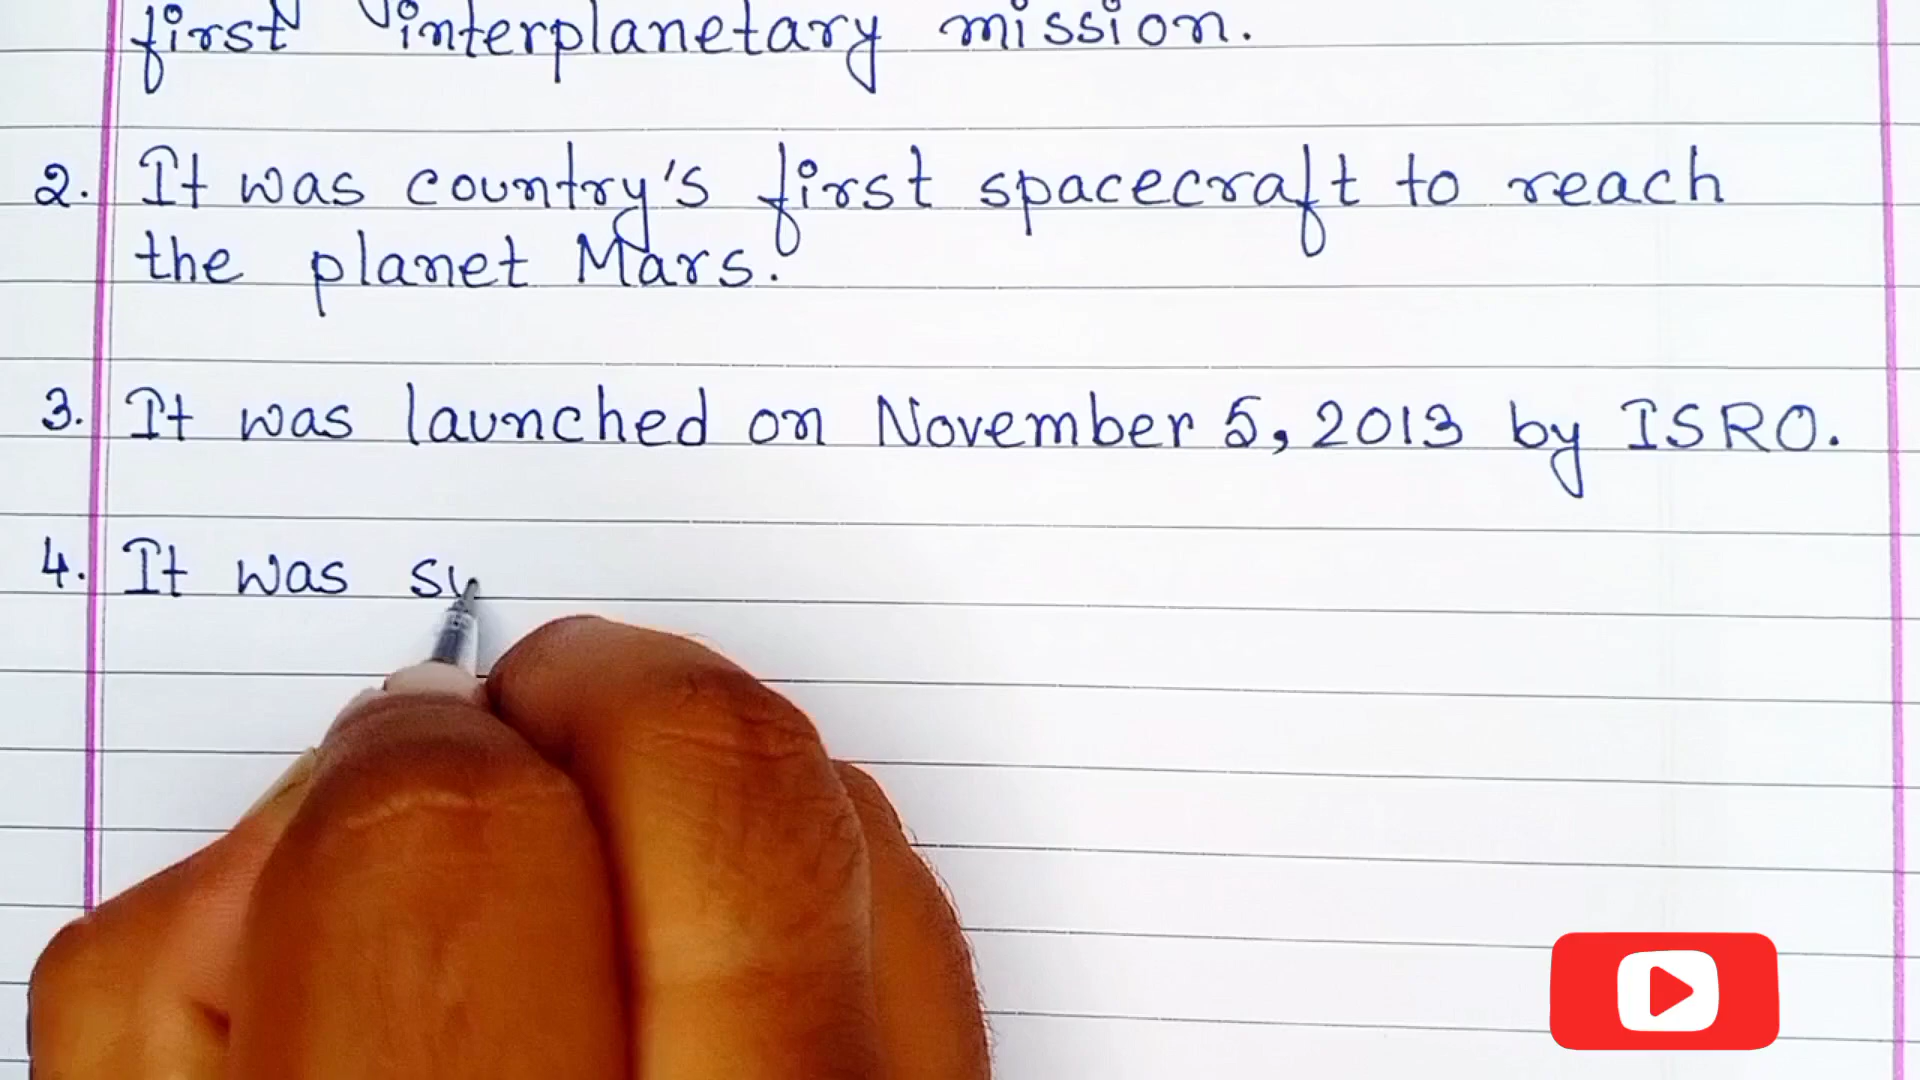 first interplanetary mission.
2. It was country's first spacecraft to reach
the planet Mars.
3. It was launched on November 5, 2013 by ISRO.
4. It was su